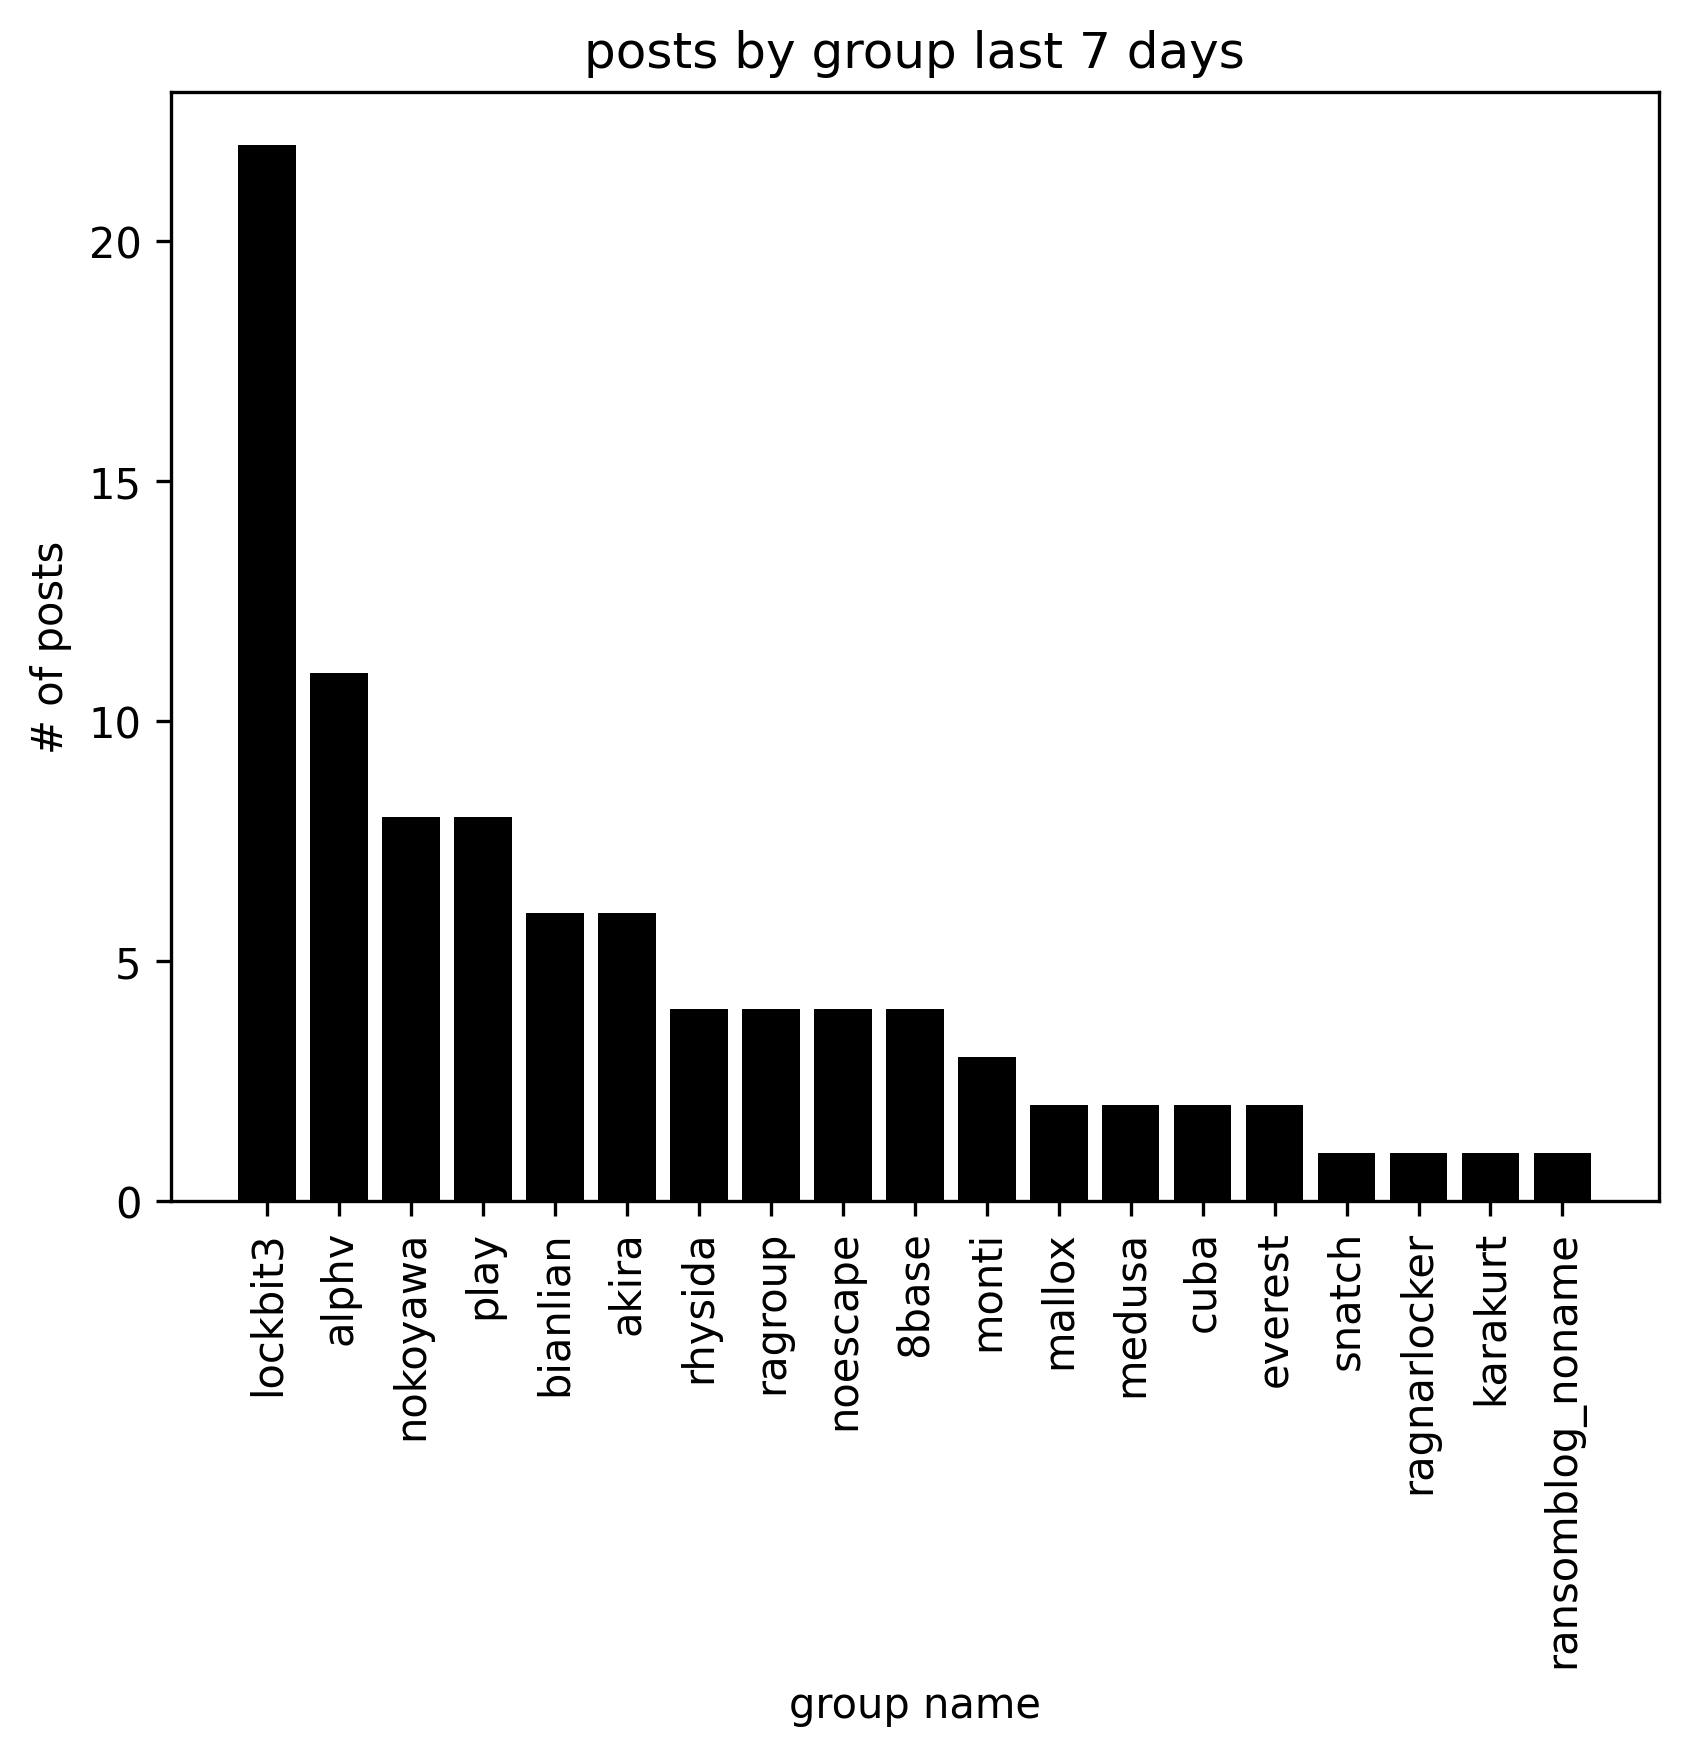 posts by group last 7 days
# of posts
20
15
10
5
0
lockbit3
alphv
nokoyawa
play
bianlian
akira
rhysida
ragroup
noescape
8base
monti
mallox
medusa
cuba
everest
snatch
ragnarlocker
karakurt
ransomblog_noname
group name